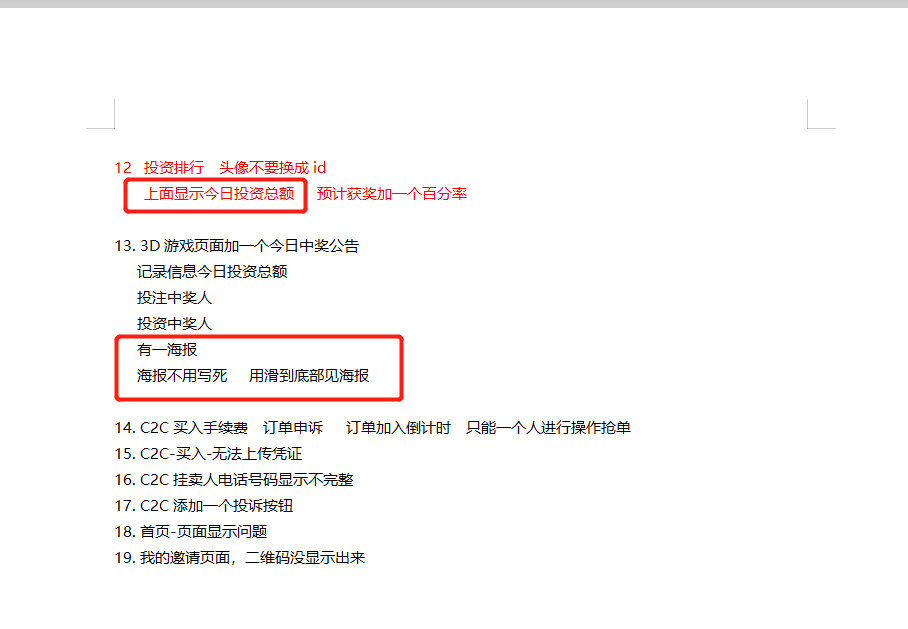 12 投资排行 头像不要换成 id
上面显示今日投资总额 预计获奖加一个百分率
13. 3D 游戏页面加一个今日中奖公告
记录信息今日投资总额
投注中奖人
投资中奖人
有一海报
海报不用写死 用滑到底部见海报
14. C2C 买入手续费 订单申诉 订单加入倒计时 只能一个人进行操作抢单
15. C2C-买入-无法上传凭证
16. C2C 挂卖人电话号码显示不完整
17. C2C 添加一个投诉按钮
18. 首页-页面显示问题
19. 我的邀请页面，二维码没显示出来